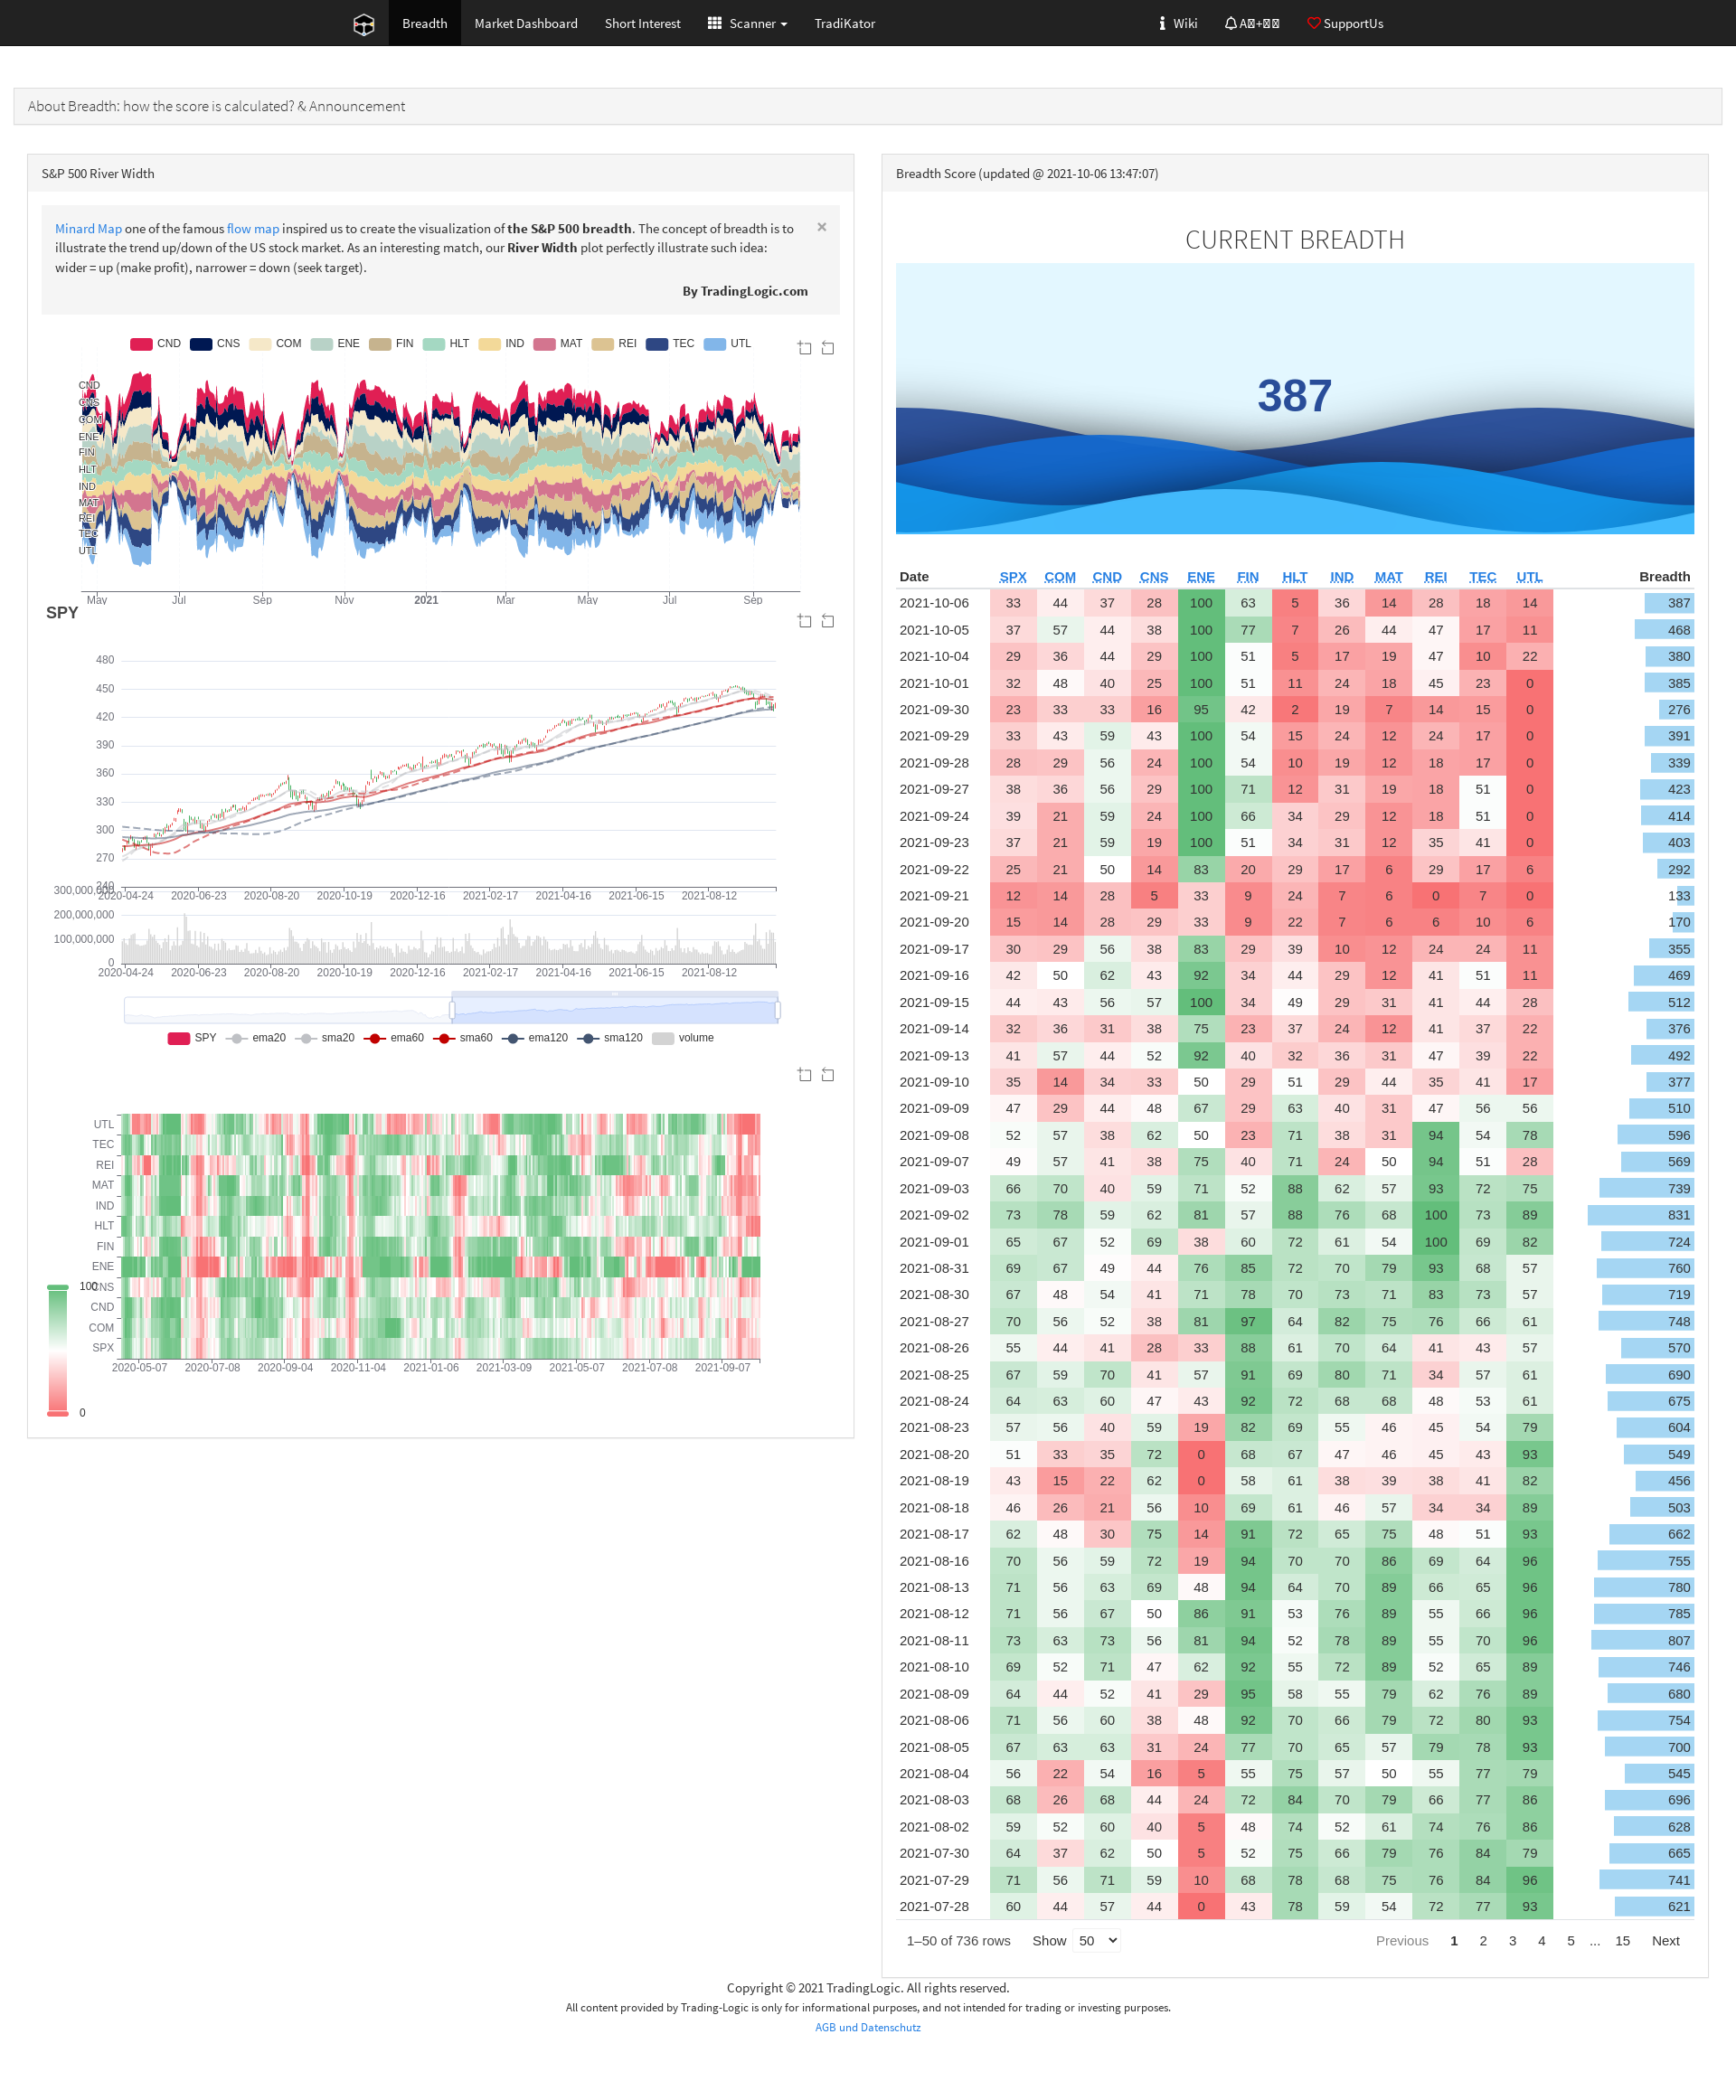 Breadth Market Dashboard Short Interest Scanner TradiKator Wiki SupportUs
About Breadth: how the score is calculated? & Announcement
S&P 500 River Width
Minard Map one of the famous flow map inspired us to create the visualization of the S&P 500 breadth. The concept of breadth is to
illustrate the trend up/down of the US stock market. As an interesting match, our River Width plot perfectly illustrate such idea:
wider = up (make profit), narrower = down (seek target).
×
By TradingLogic.com
CND CNS COM ENE FIN HLT IND MAT REI TEC UTL
CND
CNS
COM
ENE
FIN
HLT
IND
MAT
REI
TEC
UTL
May Jul Sep Nov 2021 Mar May Jul Sep
SPY
480
450
420
390
360
330
300
270
240
2020-04-24 2020-06-23 2020-08-20 2020-10-19 2020-12-16 2021-02-17 2021-04-16 2021-06-15 2021-08-12
300,000,000
200,000,000
100,000,000
0
2020-04-24 2020-06-23 2020-08-20 2020-10-19 2020-12-16 2021-02-17 2021-04-16 2021-06-15 2021-08-12
SPY ema20 sma20 ema60 sma60 ema120 sma120 volume
UTL
TEC
REI
MAT
IND
HLT
FIN
ENE
CNS
CND
COM
SPX
2020-05-07 2020-07-08 2020-09-04 2020-11-04 2021-01-06 2021-03-09 2021-05-07 2021-07-08 2021-09-07
100
0
Breadth Score (updated @ 2021-10-06 13:47:07)
CURRENT BREADTH
387
Date SPX COM CND CNS ENE FIN HLT IND MAT REI TEC UTL Breadth
2021-10-06 33 44 37 28 100 63 5 36 14 28 18 14 387
2021-10-05 37 57 44 38 100 77 7 26 44 47 17 11 468
2021-10-04 29 36 44 29 100 51 5 17 19 47 10 22 380
2021-10-01 32 48 40 25 100 51 11 24 18 45 23 0 385
2021-09-30 23 33 33 16 95 42 2 19 7 14 15 0 276
2021-09-29 33 43 59 43 100 54 15 24 12 24 17 0 391
2021-09-28 28 29 56 24 100 54 10 19 12 18 17 0 339
2021-09-27 38 36 56 29 100 71 12 31 19 18 51 0 423
2021-09-24 39 21 59 24 100 66 34 29 12 18 51 0 414
2021-09-23 37 21 59 19 100 51 34 31 12 35 41 0 403
2021-09-22 25 21 50 14 83 20 29 17 6 29 17 6 292
2021-09-21 12 14 28 5 33 9 24 7 6 0 7 0 133
2021-09-20 15 14 28 29 33 9 22 7 6 6 10 6 170
2021-09-17 30 29 56 38 83 29 39 10 12 24 24 11 355
2021-09-16 42 50 62 43 92 34 44 29 12 41 51 11 469
2021-09-15 44 43 56 57 100 34 49 29 31 41 44 28 512
2021-09-14 32 36 31 38 75 23 37 24 12 41 37 22 376
2021-09-13 41 57 44 52 92 40 32 36 31 47 39 22 492
2021-09-10 35 14 34 33 50 29 51 29 44 35 41 17 377
2021-09-09 47 29 44 48 67 29 63 40 31 47 56 56 510
2021-09-08 52 57 38 62 50 23 71 38 31 94 54 78 596
2021-09-07 49 57 41 38 75 40 71 24 50 94 51 28 569
2021-09-03 66 70 40 59 71 52 88 62 57 93 72 75 739
2021-09-02 73 78 59 62 81 57 88 76 68 100 73 89 831
2021-09-01 65 67 52 69 38 60 72 61 54 100 69 82 724
2021-08-31 69 67 49 44 76 85 72 70 79 93 68 57 760
2021-08-30 67 48 54 41 71 78 70 73 71 83 73 57 719
2021-08-27 70 56 52 38 81 97 64 82 75 76 66 61 748
2021-08-26 55 44 41 28 33 88 61 70 64 41 43 57 570
2021-08-25 67 59 70 41 57 91 69 80 71 34 57 61 690
2021-08-24 64 63 60 47 43 92 72 68 68 48 53 61 675
2021-08-23 57 56 40 59 19 82 69 55 46 45 54 79 604
2021-08-20 51 33 35 72 0 68 67 47 46 45 43 93 549
2021-08-19 43 15 22 62 0 58 61 38 39 38 41 82 456
2021-08-18 46 26 21 56 10 69 61 46 57 34 34 89 503
2021-08-17 62 48 30 75 14 91 72 65 75 48 51 93 662
2021-08-16 70 56 59 72 19 94 70 70 86 69 64 96 755
2021-08-13 71 56 63 69 48 94 64 70 89 66 65 96 780
2021-08-12 71 56 67 50 86 91 53 76 89 55 66 96 785
2021-08-11 73 63 73 56 81 94 52 78 89 55 70 96 807
2021-08-10 69 52 71 47 62 92 55 72 89 52 65 89 746
2021-08-09 64 44 52 41 29 95 58 55 79 62 76 89 680
2021-08-06 71 56 60 38 48 92 70 66 79 72 80 93 754
2021-08-05 67 63 63 31 24 77 70 65 57 79 78 93 700
2021-08-04 56 22 54 16 5 55 75 57 50 55 77 79 545
2021-08-03 68 26 68 44 24 72 84 70 79 66 77 86 696
2021-08-02 59 52 60 40 5 48 74 52 61 74 76 86 628
2021-07-30 64 37 62 50 5 52 75 66 79 76 84 79 665
2021-07-29 71 56 71 59 10 68 78 68 75 76 84 96 741
2021-07-28 60 44 57 44 0 43 78 59 54 72 77 93 621
1–50 of 736 rows Show 50 Previous 1 2 3 4 5 ... 15 Next
Copyright © 2021 TradingLogic. All rights reserved.
All content provided by Trading-Logic is only for informational purposes, and not intended for trading or investing purposes.
AGB und Datenschutz